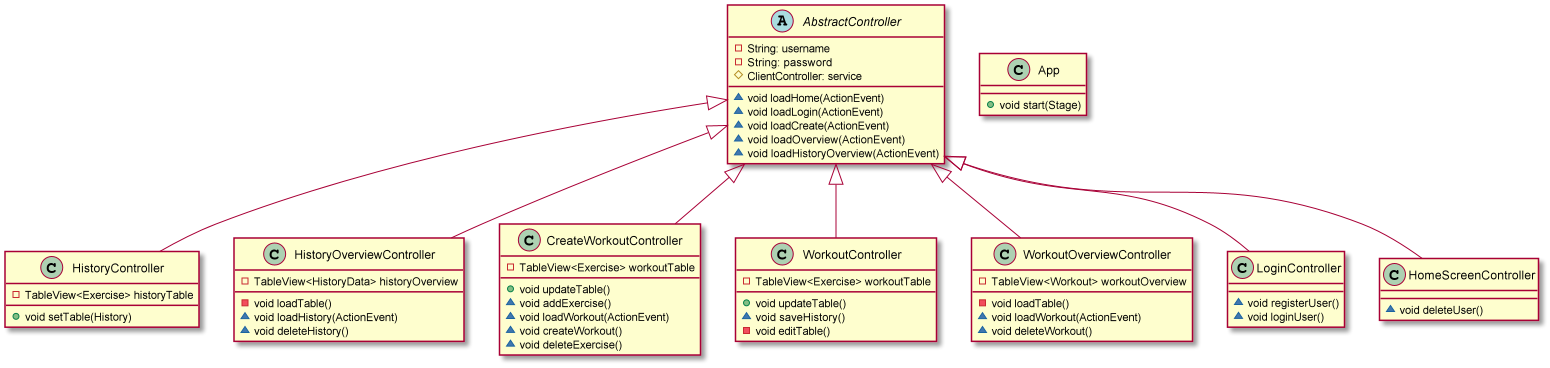 A AbstractController
String: username
String: password
ClientController: service
void loadHome(ActionEvent)
void loadLogin(ActionEvent)
void loadCreate(ActionEvent)
void loadOverview(ActionEvent)
void loadHistoryOverview(ActionEvent)
C App
void start(Stage)
C HistoryController
TableView<Exercise> historyTable
void setTable(History)
C HistoryOverviewController
TableView<HistoryData> historyOverview
void loadTable()
void loadHistory(ActionEvent)
void deleteHistory()
C CreateWorkoutController
TableView<Exercise> workoutTable
void updateTable()
void addExercise()
void loadWorkout(ActionEvent)
void createWorkout()
void deleteExercise()
C WorkoutController
TableView<Exercise> workoutTable
void updateTable()
void saveHistory()
void editTable()
C WorkoutOverviewController
TableView<Workout> workoutOverview
void loadTable()
void loadWorkout(ActionEvent)
void deleteWorkout()
C LoginController
void registerUser()
void loginUser()
C HomeScreenController
void deleteUser()